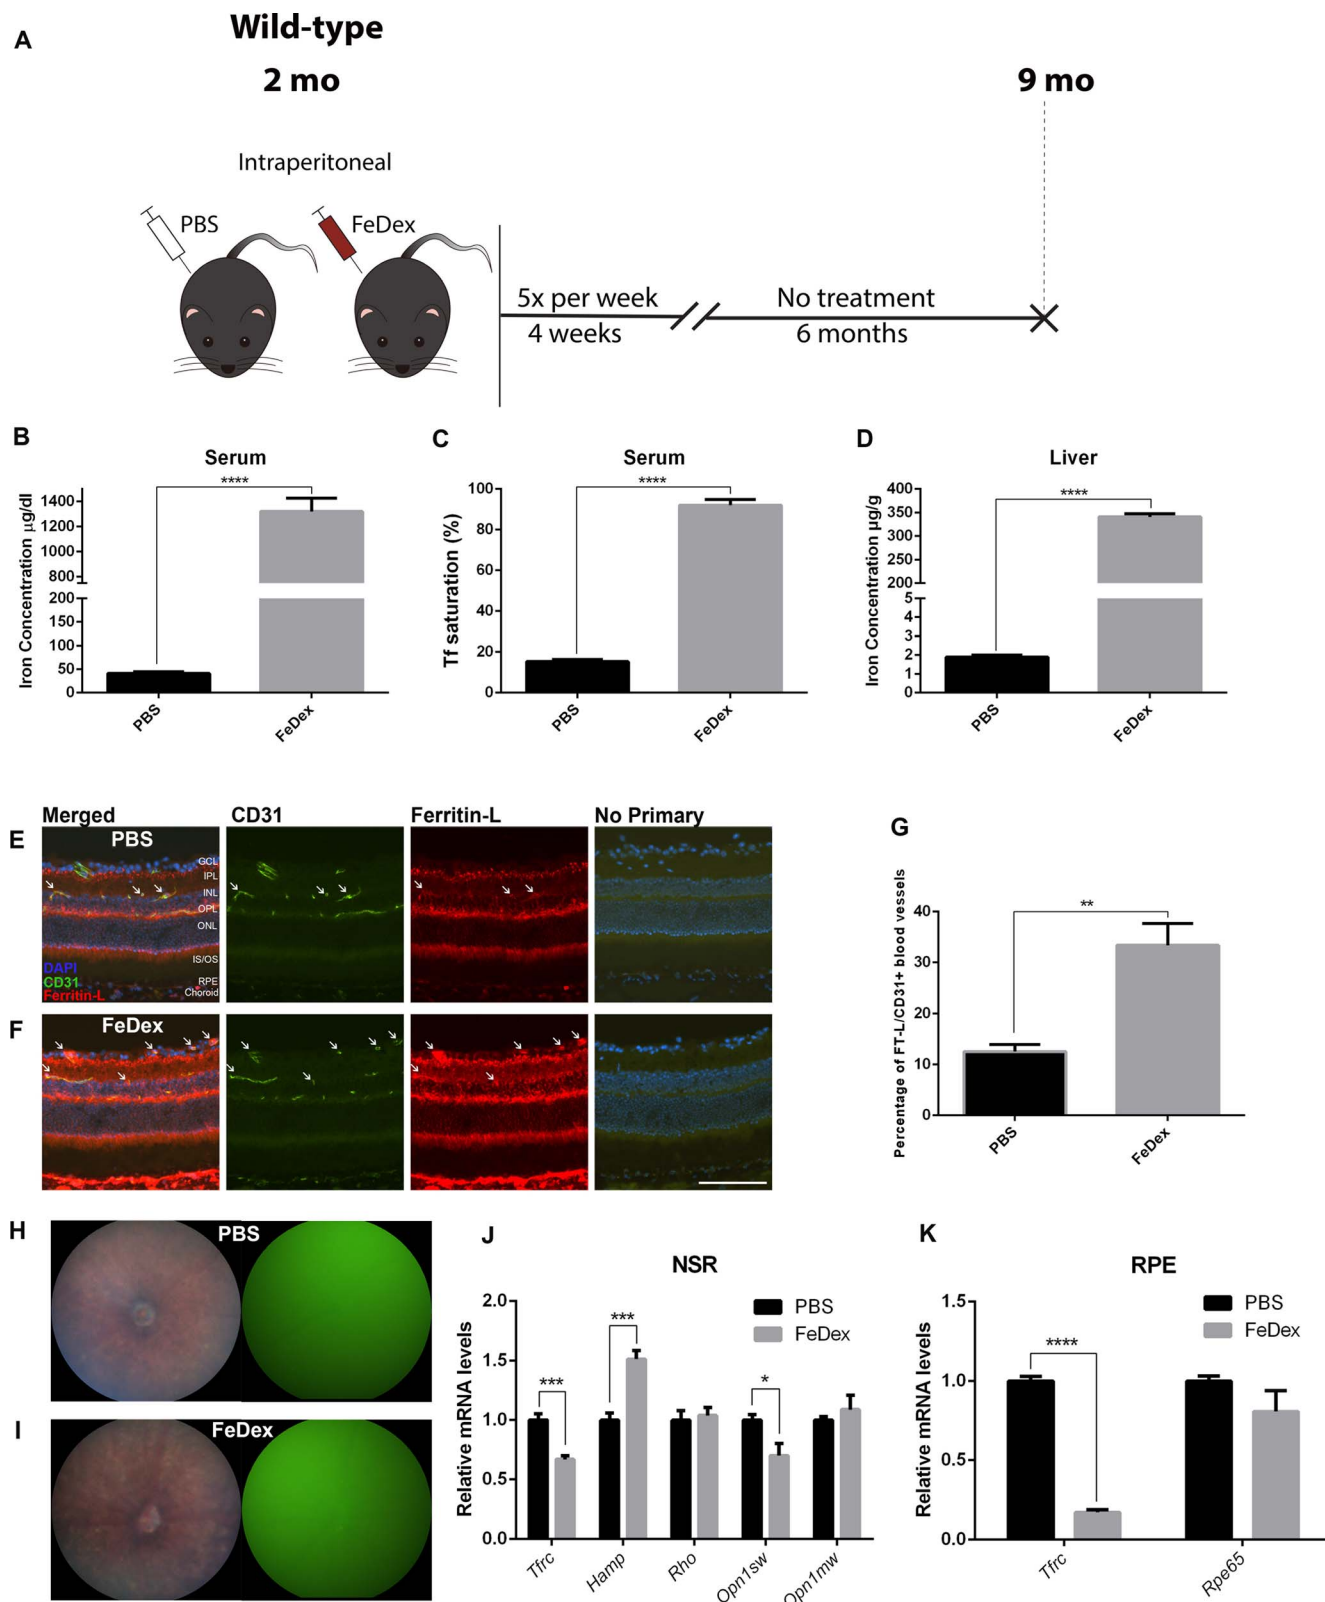 A
Wild-type
2 mo
9 mo
Intraperitoneal
PBS
FeDex
5x per week
4 weeks
No treatment
6 months
B
Serum
****
Iron Concentration µg/dl
1400
1200
1000
800
200
150
100
50
0
PBS
FeDex
C
Serum
****
Tf saturation (%)
100
80
60
40
20
0
PBS
FeDex
D
Liver
****
Iron Concentration µg/g
400
350
300
250
200
5
4
3
2
1
0
PBS
FeDex
Merged
CD31
Ferritin-L
No Primary
E
PBS
GCL
IPL
INL
OPL
ONL
IS/OS
RPE
Choroid
DAPI
CD31
Ferritin-L
F
FeDex
G
**
Percentage of FT-L/CD31+ blood vessels
40
30
20
10
0
PBS
FeDex
H
PBS
I
FeDex
J
NSR
PBS
FeDex
Relative mRNA levels
2.0
1.5
1.0
0.5
0.0
***
***
*
Tfrc
Hamp
Rho
Opn1sw
Opn1mw
K
RPE
PBS
FeDex
Relative mRNA levels
1.5
1.0
0.5
0.0
****
Tfrc
Rpe65